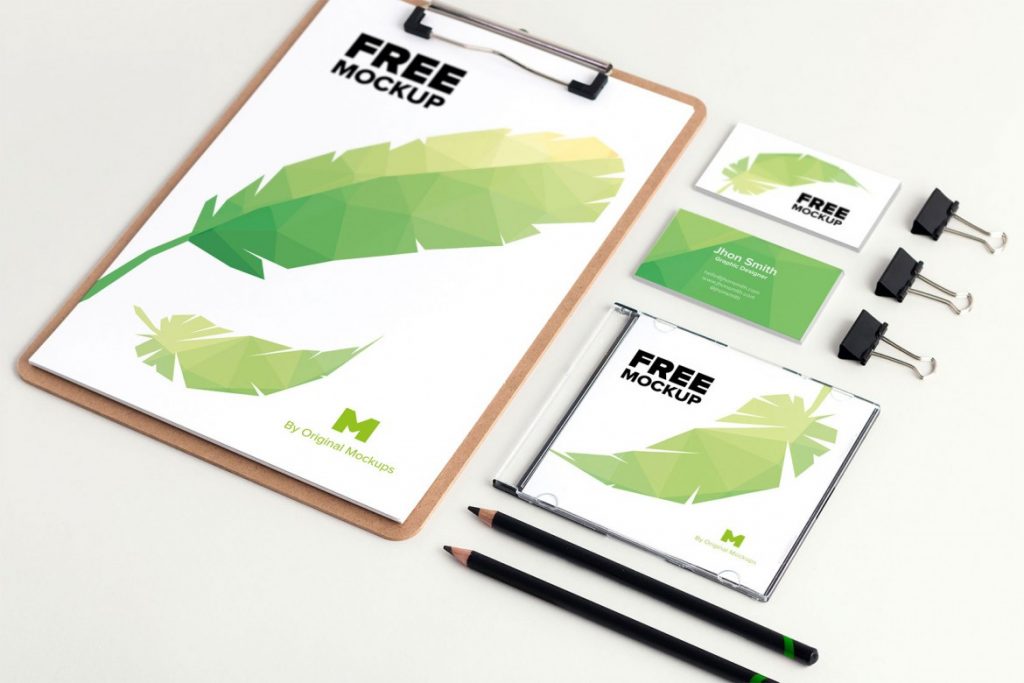 FREE
MOCKUP
M
By Original Mockups
FREE
MOCKUP
Jhon Smith
Graphic Designer
FREE
MOCKUP
M
By Original Mockups